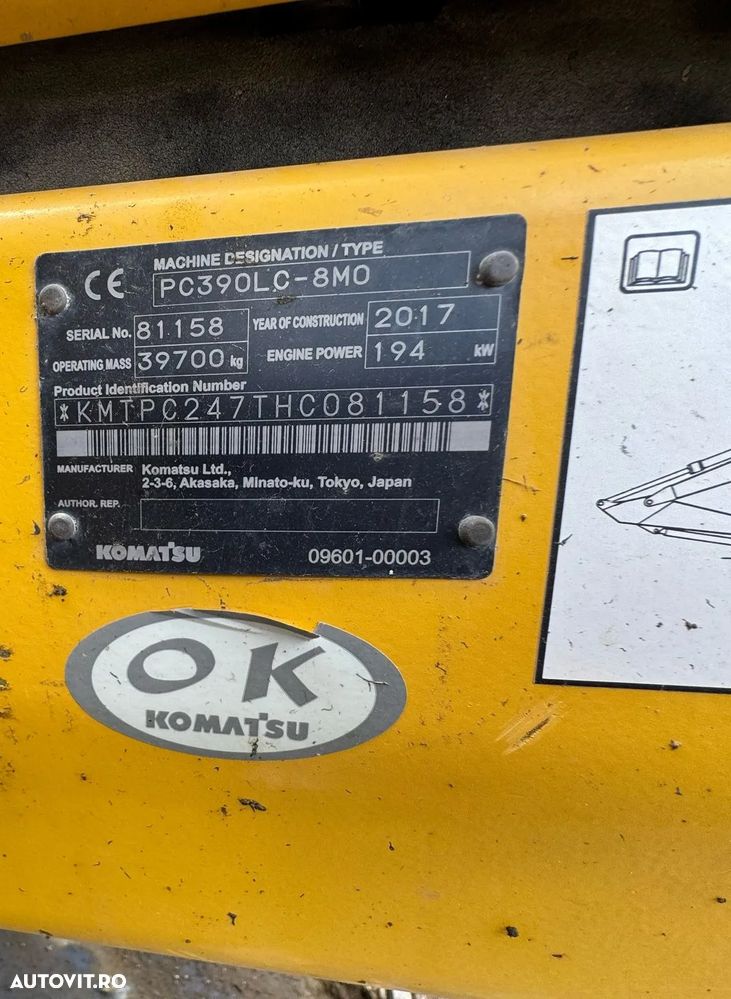 CE
MACHINE DESIGNATION / TYPE
PC390LC-8M0
SERIAL No. 81158 YEAR OF CONSTRUCTION 2017
OPERATING MASS 39700 kg ENGINE POWER 194 kW
Product Identification Number
*KMTPC247THC081158*
MANUFACTURER Komatsu Ltd.,
2-3-6, Akasaka, Minato-ku, Tokyo, Japan
AUTHOR. REP.
KOMATSU 09601-00003
OK
KOMATSU
AUTOVIT.RO